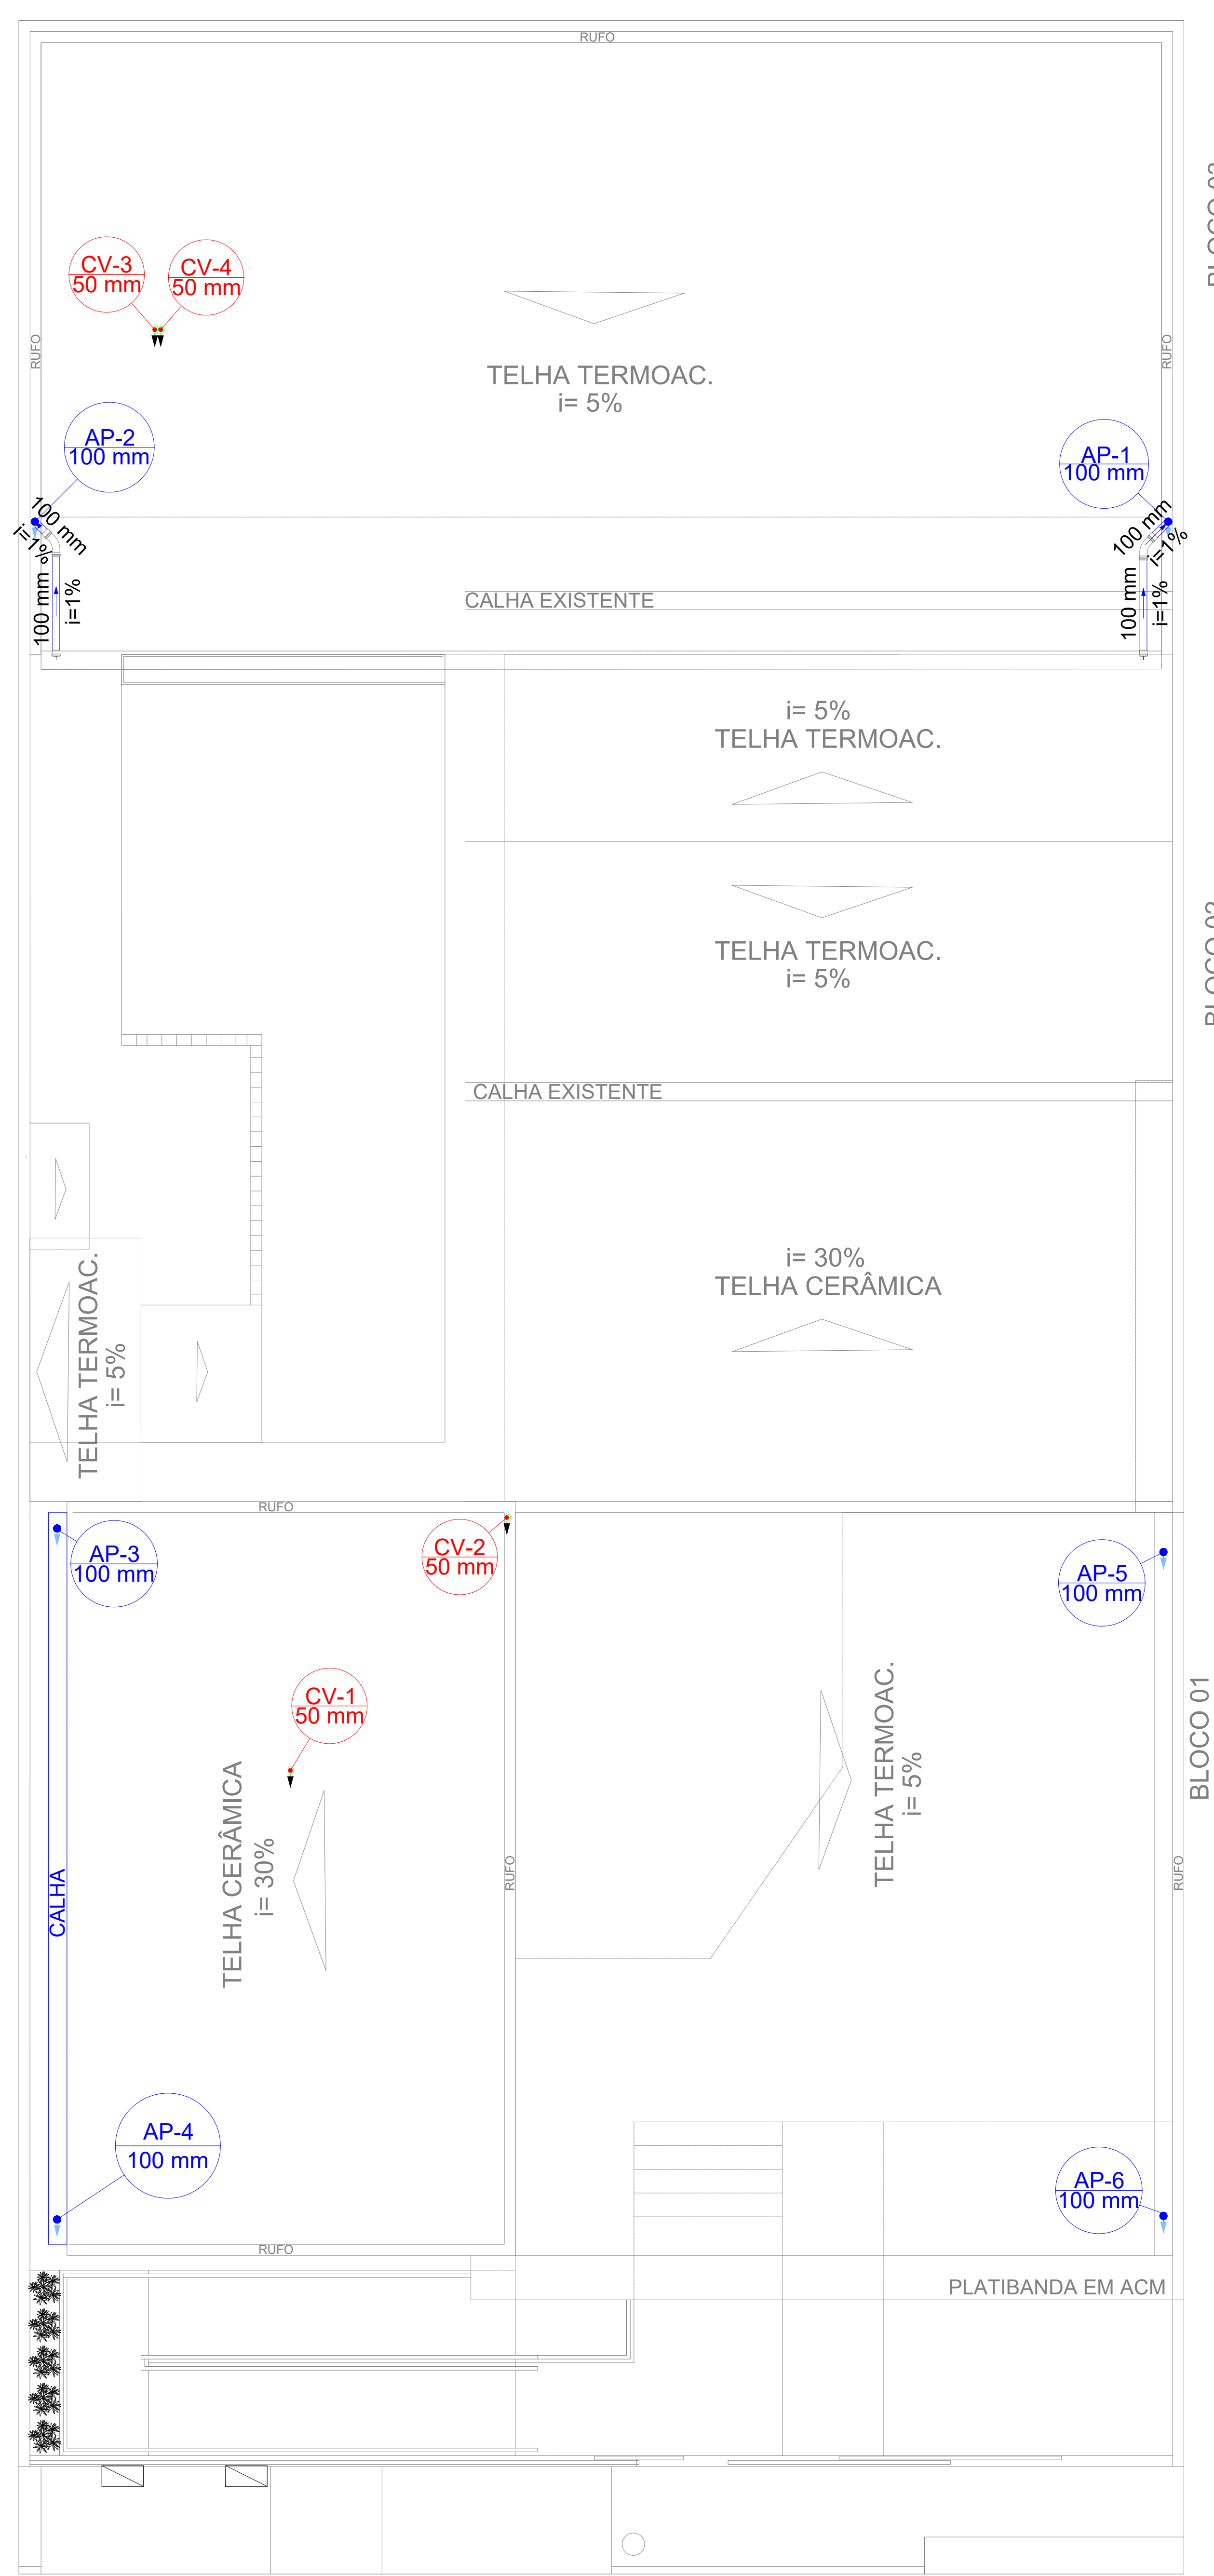 RUFO
CV-3
50 mm
CV-4
50 mm
RUFO
RUFO
TELHA TERMOAC.
i= 5%
AP-2
100 mm
AP-1
100 mm
100 mm
i=1%
100 mm
i=1%
100 mm
i=1%
100 mm
i=1%
CALHA EXISTENTE
i= 5%
TELHA TERMOAC.
TELHA TERMOAC.
i= 5%
CALHA EXISTENTE
i= 30%
TELHA CERÂMICA
TELHA TERMOAC.
i= 5%
RUFO
AP-3
100 mm
CV-2
50 mm
AP-5
100 mm
CV-1
50 mm
TELHA TERMOAC.
i= 5%
BLOCO 01
TELHA CERÂMICA
i= 30%
CALHA
RUFO
RUFO
AP-4
100 mm
AP-6
100 mm
RUFO
PLATIBANDA EM ACM